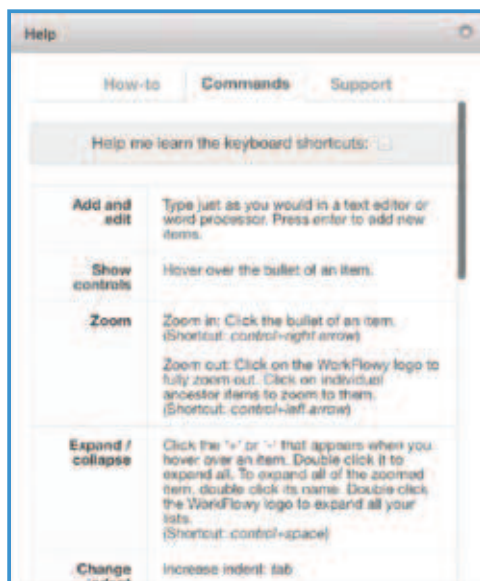 Help
How-to Commands Support
Help me learn the keyboard shortcuts:
Add and edit
Type just as you would in a text editor or
word processor. Press enter to add new
items.
Show controls
Hover over the bullet of an item.
Zoom
Zoom in: Click the bullet of an item.
(Shortcut: control+right arrow)
Zoom out: Click on the WorkFlowy logo to
fully zoom out. Click on individual
ancestor items to zoom to them.
(Shortcut: control+left arrow)
Expand / collapse
Click the '+' or '-' that appears when you
hover over an item. Double click it to
expand all. To expand all of the zoomed
item, double click its name. Double click
the WorkFlowy logo to expand all your
lists.
(Shortcut: control+space)
Change indent
Increase indent: tab